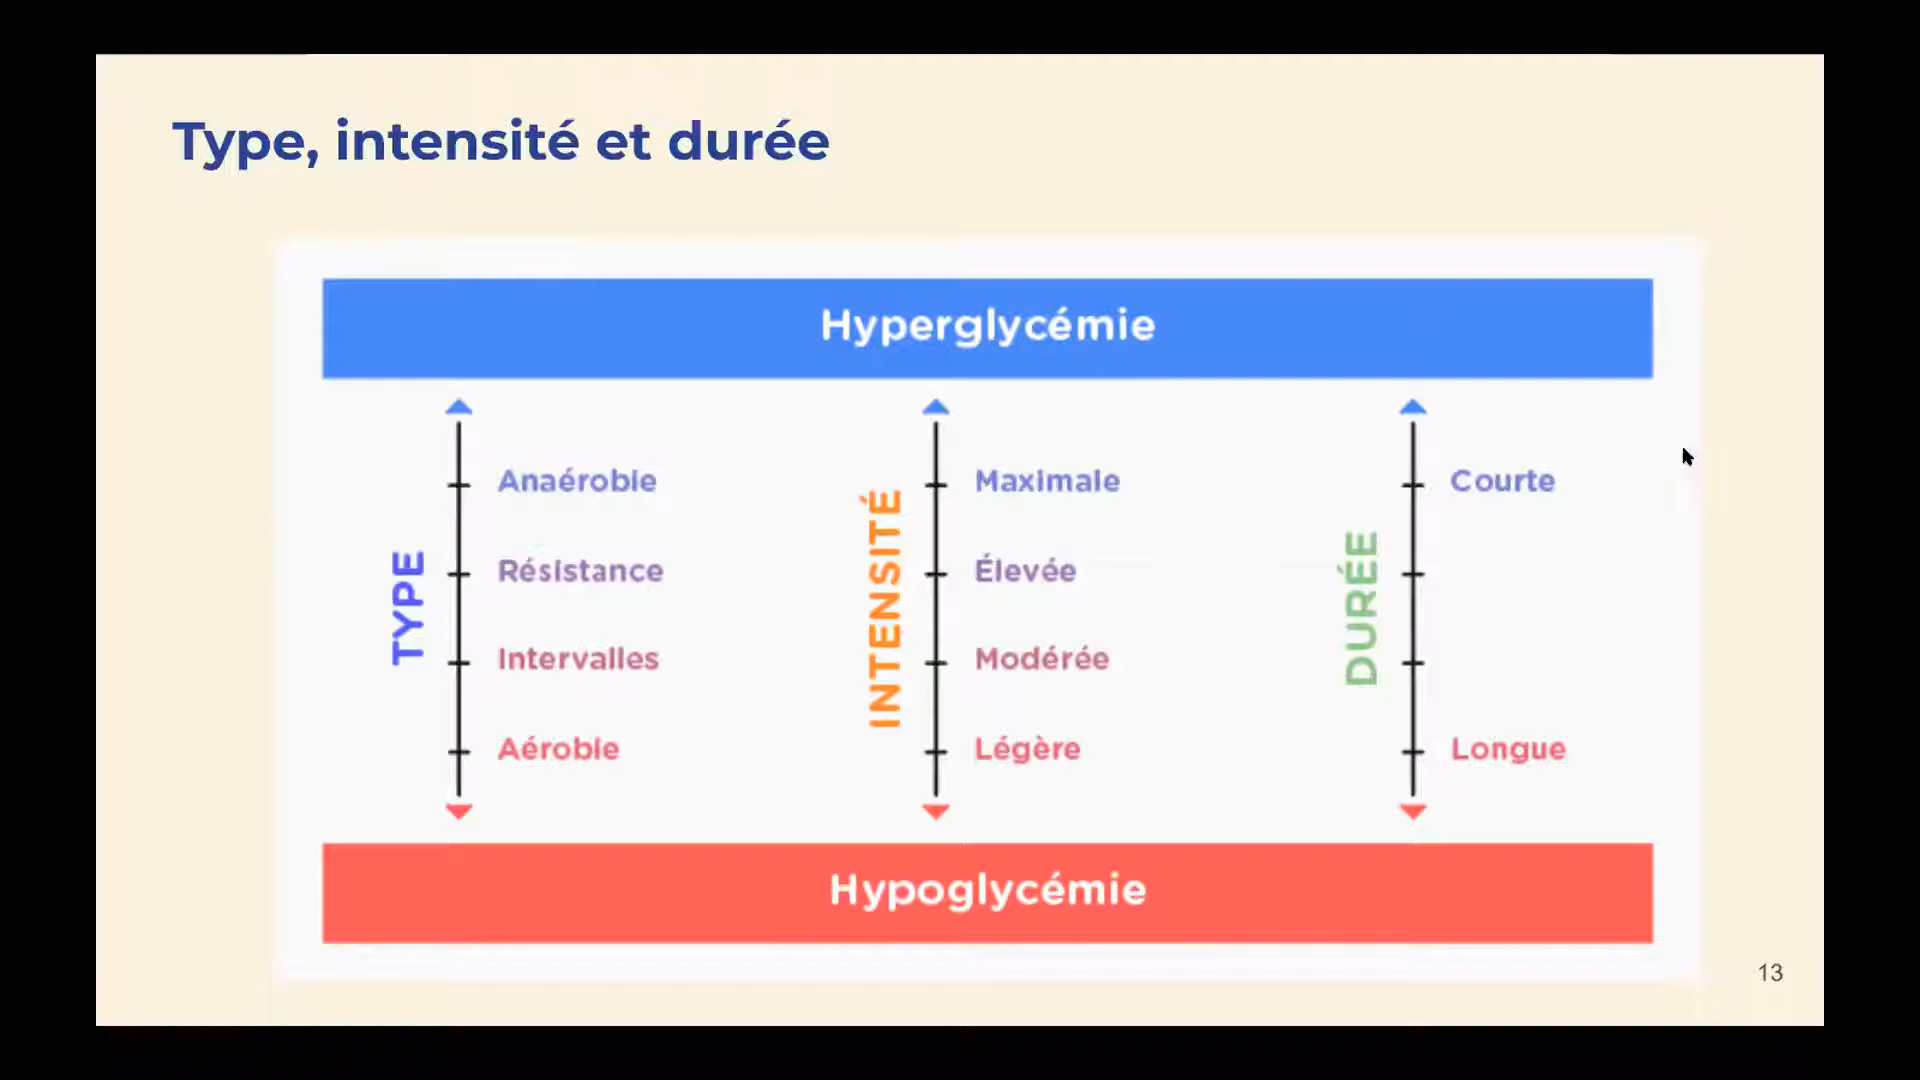 Type, intensité et durée
Hyperglycémie
TYPE
Anaérobie
Résistance
Intervalles
Aérobie
INTENSITÉ
Maximale
Élevée
Modérée
Légère
DURÉE
Courte
Longue
Hypoglycémie
13